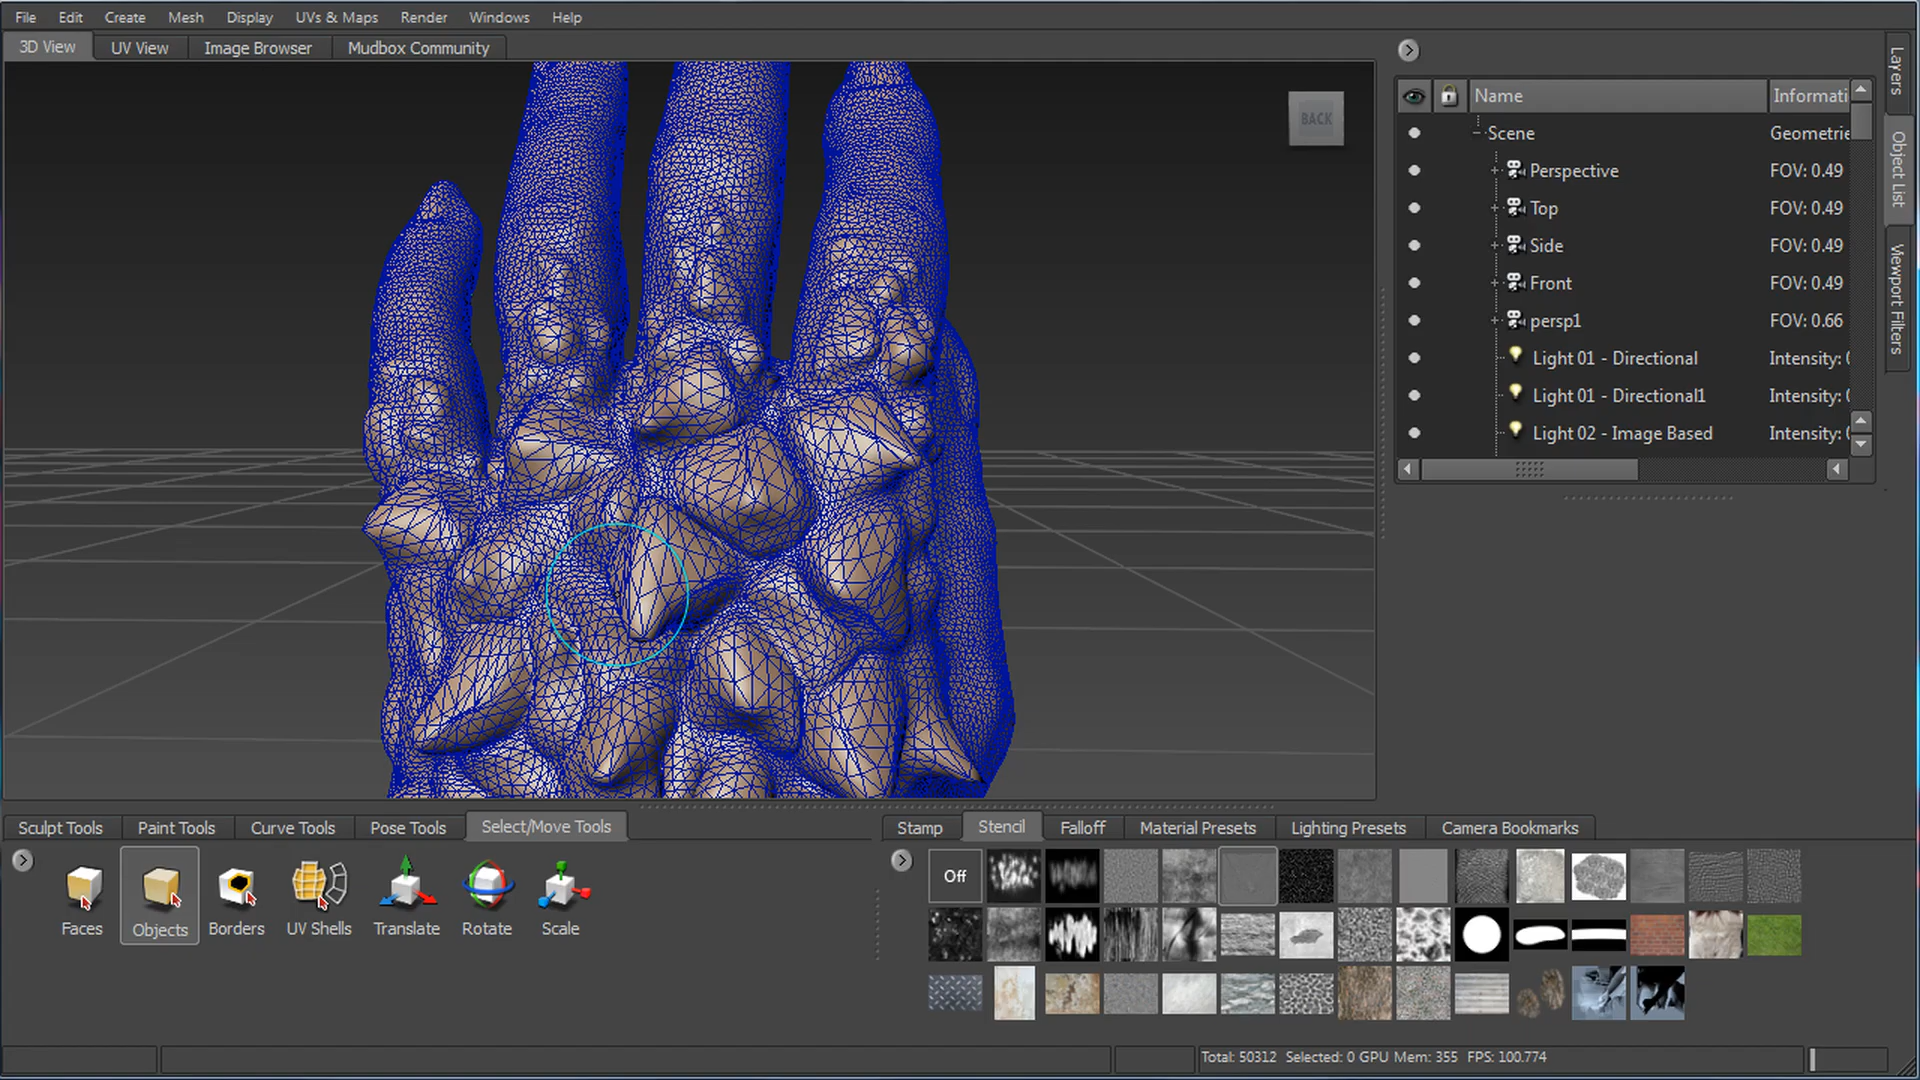 File Edit Create Mesh Display UVs & Maps Render Windows Help
3D View UV View Image Browser Mudbox Community
BACK
Name Informati
Scene Geometrie
Perspective FOV: 0.49
Top FOV: 0.49
Side FOV: 0.49
Front FOV: 0.49
persp1 FOV: 0.66
Light 01 - Directional Intensity: 0
Light 01 - Directional1 Intensity: 0
Light 02 - Image Based Intensity: 0
Layers
Object List
Viewport Filters
Sculpt Tools Paint Tools Curve Tools Pose Tools Select/Move Tools
Faces Objects Borders UV Shells Translate Rotate Scale
Stamp Stencil Falloff Material Presets Lighting Presets Camera Bookmarks
Off
Total: 50312 Selected: 0 GPU Mem: 355 FPS: 100.774